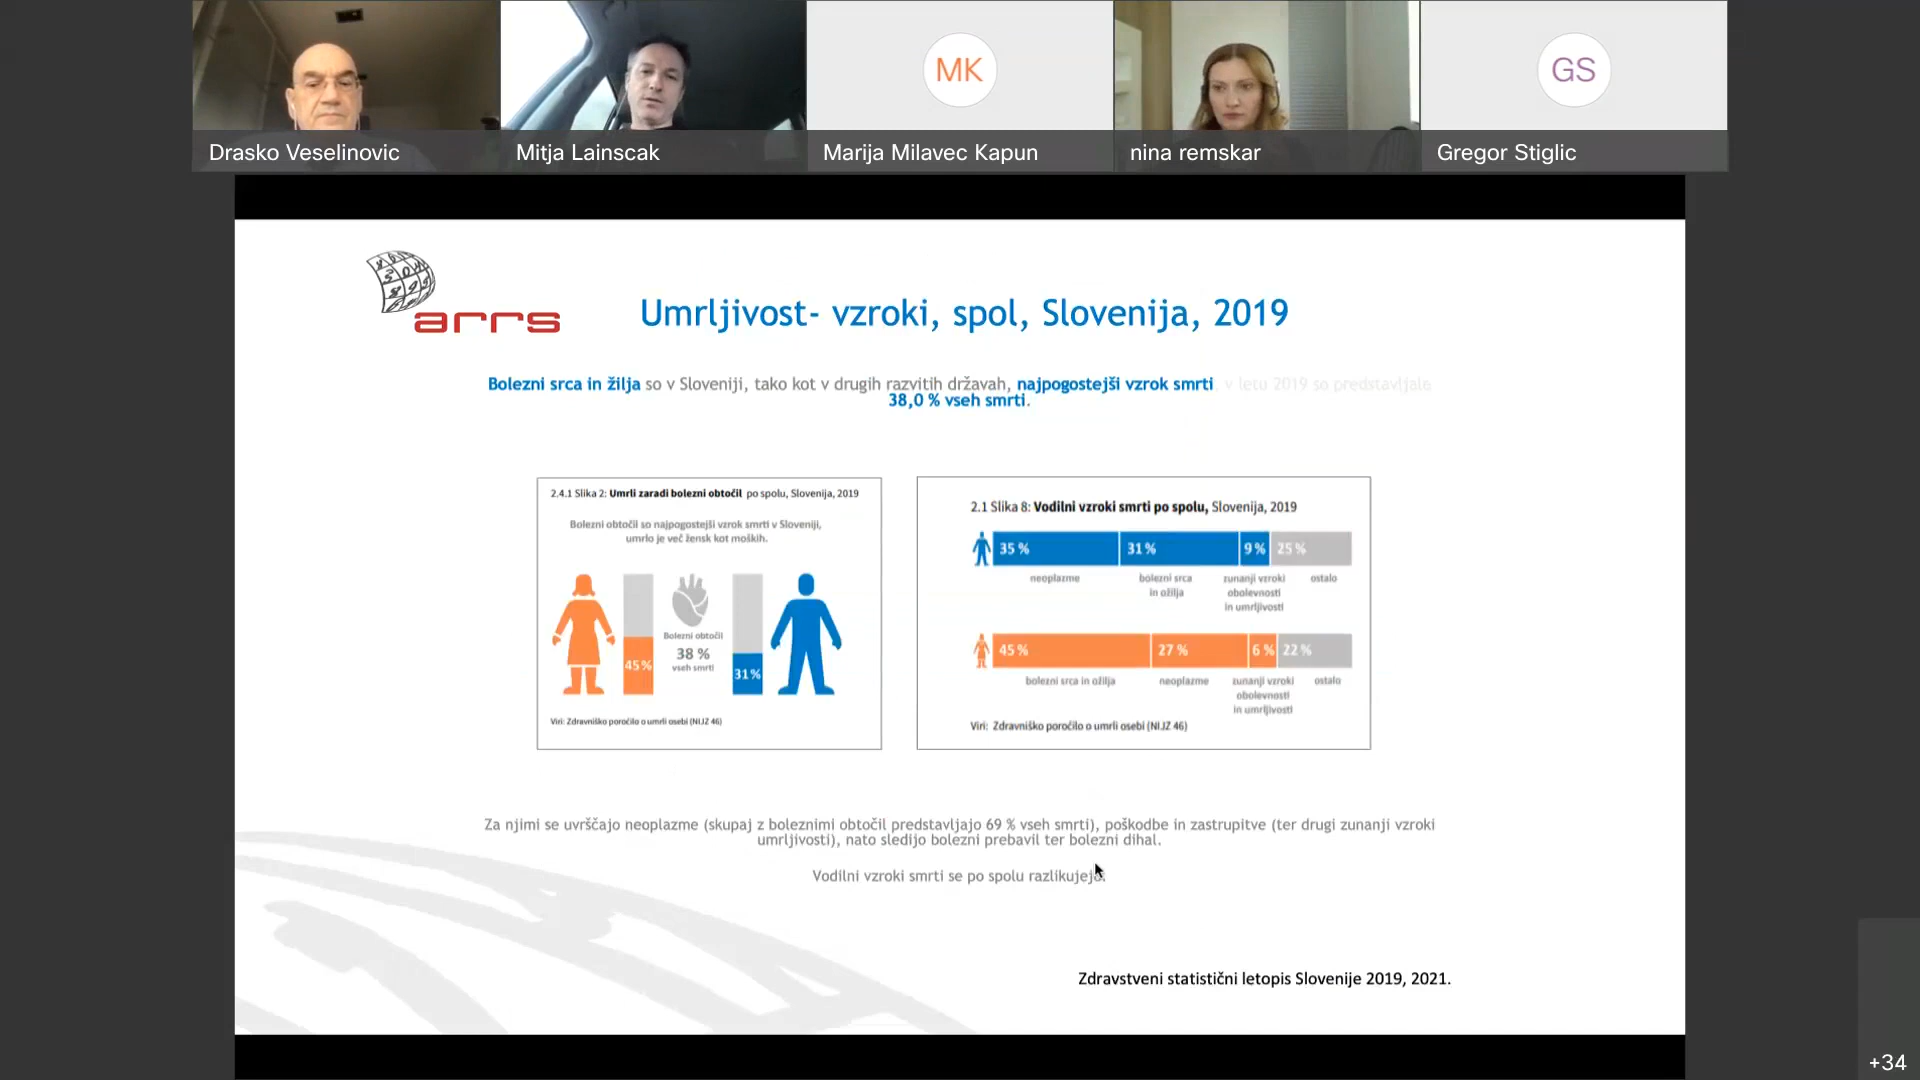 MK
GS
Drasko Veselinovic
Mitja Lainscak
Marija Milavec Kapun
nina remskar
Gregor Stiglic
arrs
Umrljivost- vzroki, spol, Slovenija, 2019
Bolezni srca in žilja so v Sloveniji, tako kot v drugih razvitih državah, najpogostejši vzrok smrti, v letu 2019 so predstavljale
38,0 % vseh smrti.
2.4.1 Slika 2: Umrli zaradi bolezni obtočil po spolu, Slovenija, 2019
Bolezni obtočil so najpogostejši vzrok smrti v Sloveniji,
umrlo je več žensk kot moških.
45%
Bolezni obtočil
38 %
vseh smrti
31%
Viri: Zdravniško poročilo o umrli osebi (NIJZ 46)
2.1 Slika 8: Vodilni vzroki smrti po spolu, Slovenija, 2019
35 % 31 % 9 % 25 %
neoplazme
bolezni srca
in ožilja
zunanji vzroki
obolevnosti
in umrljivosti
ostalo
45 % 27 % 6 % 22 %
bolezni srca in ožilja
neoplazme
zunanji vzroki
obolevnosti
in umrljivosti
ostalo
Viri: Zdravniško poročilo o umrli osebi (NIJZ 46)
Za njimi se uvrščajo neoplazme (skupaj z boleznimi obtočil predstavljajo 69 % vseh smrti), poškodbe in zastrupitve (ter drugi zunanji vzroki
umrljivosti), nato sledijo bolezni prebavil ter bolezni dihal.
Vodilni vzroki smrti se po spolu razlikujejo.
Zdravstveni statistični letopis Slovenije 2019, 2021.
+34